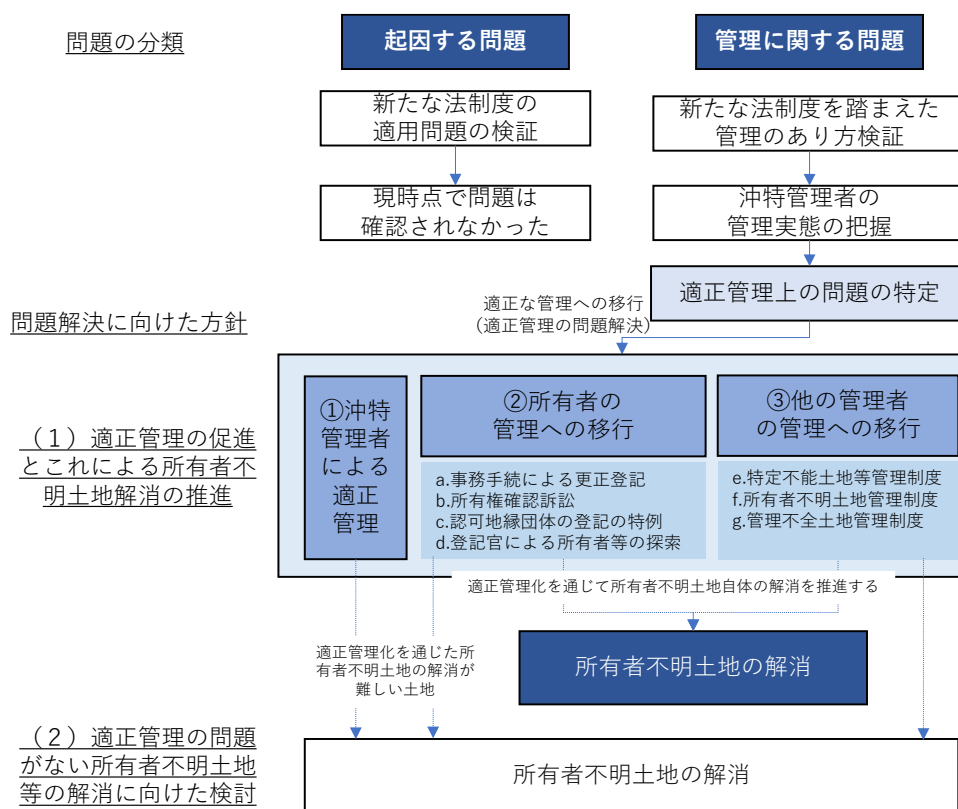 問題の分類
起因する問題
管理に関する問題
新たな法制度の
適用問題の検証
新たな法制度を踏まえた
管理のあり方検証
現時点で問題は
確認されなかった
沖特管理者の
管理実態の把握
適正管理上の問題の特定
適正な管理への移行
（適正管理の問題解決）
問題解決に向けた方針
（１）適正管理の促進
とこれによる所有者不
明土地解消の推進
①沖特
管理者
による
適正
管理
②所有者の
管理への移行
a.事務手続による更正登記
b.所有権確認訴訟
c.認可地縁団体の登記の特例
d.登記官による所有者等の探索
③他の管理者
の管理への移行
e.特定不能土地等管理制度
f.所有者不明土地管理制度
g.管理不全土地管理制度
適正管理化を通じて所有者不明土地自体の解消を推進する
適正管理化を通じた所
有者不明土地の解消が
難しい土地
所有者不明土地の解消
（２）適正管理の問題
がない所有者不明土地
等の解消に向けた検討
所有者不明土地の解消